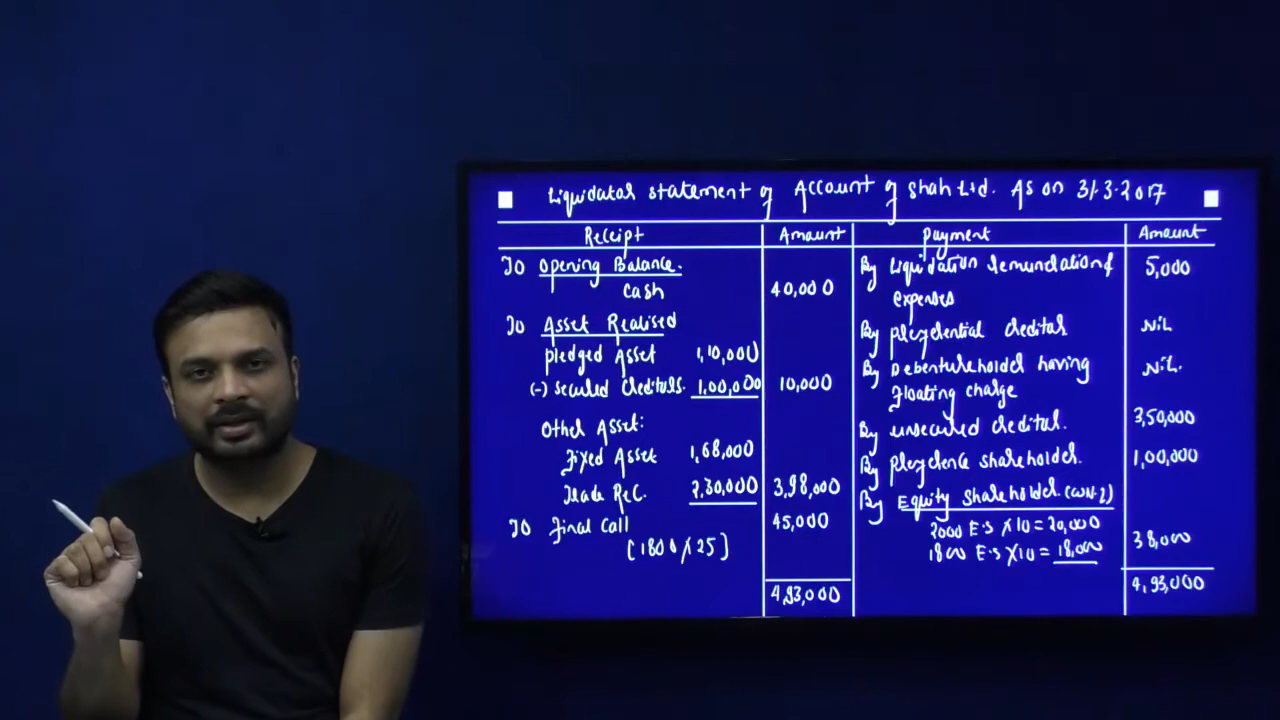 Liquidator statement of Account of Shah Ltd. As on 31.3.2017
Receipt Amount Payment Amount
To Opening Balance.
Cash 40,000
To Asset Realised
Pledged Asset 1,10,000
(-) Secured Creditors. 1,00,000 10,000
Other Asset:
Fixed Asset 1,68,000
Trade Rec. 2,30,000 3,98,000
To Final Call 45,000
[1800 X 25]
4,93,000
By Liquidation remuneration & 5,000
expenses
By preferential creditor Nil
By Debentureholder having Nil.
Floating charge
By unsecured creditor. 3,50,000
By preference shareholder. 1,00,000
By Equity shareholder. (WN.2)
2000 E.S X 10 = 20,000
1800 E.S X 10 = 18,000 38,000
4,93,000